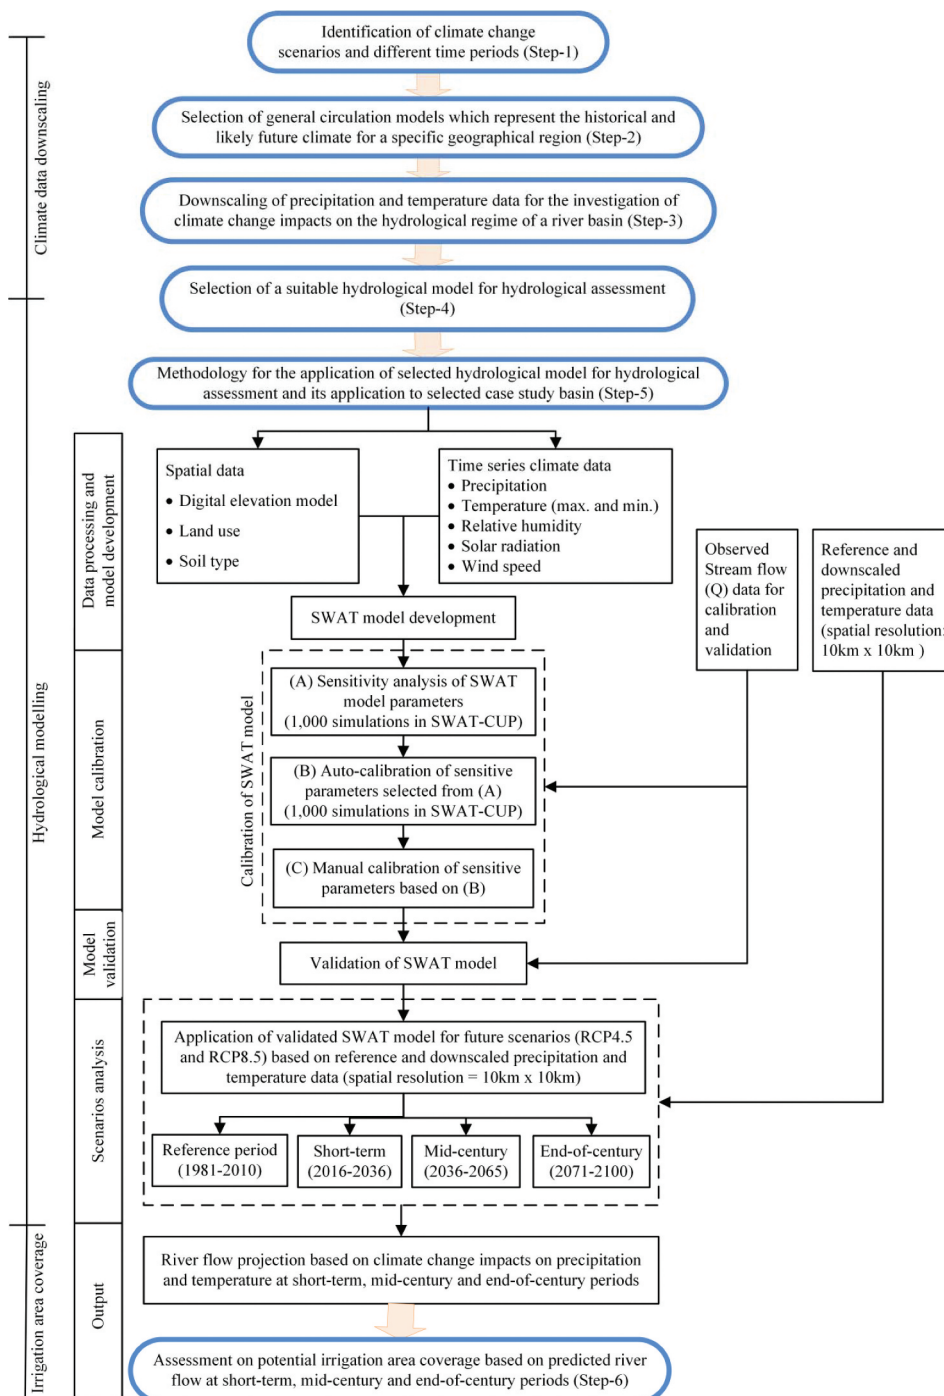 Identification of climate change
scenarios and different time periods (Step-1)
Selection of general circulation models which represent the historical and
likely future climate for a specific geographical region (Step-2)
Downscaling of precipitation and temperature data for the investigation of
climate change impacts on the hydrological regime of a river basin (Step-3)
Selection of a suitable hydrological model for hydrological assessment
(Step-4)
Methodology for the application of selected hydrological model for hydrological
assessment and its application to selected case study basin (Step-5)
Climate data downscaling
Hydrological modelling
Irrigation area coverage
Data processing and
model development
Model calibration
Model
validation
Scenarios analysis
Output
Spatial data
• Digital elevation model
• Land use
• Soil type
Time series climate data
• Precipitation
• Temperature (max. and min.)
• Relative humidity
• Solar radiation
• Wind speed
Observed
Stream flow
(Q) data for
calibration
and
validation
Reference and
downscaled
precipitation and
temperature data
(spatial resolution:
10km x 10km )
SWAT model development
Calibration of SWAT model
(A) Sensitivity analysis of SWAT
model parameters
(1,000 simulations in SWAT-CUP)
(B) Auto-calibration of sensitive
parameters selected from (A)
(1,000 simulations in SWAT-CUP)
(C) Manual calibration of sensitive
parameters based on (B)
Validation of SWAT model
Application of validated SWAT model for future scenarios (RCP4.5
and RCP8.5) based on reference and downscaled precipitation and
temperature data (spatial resolution = 10km x 10km)
Reference period
(1981-2010)
Short-term
(2016-2036)
Mid-century
(2036-2065)
End-of-century
(2071-2100)
River flow projection based on climate change impacts on precipitation
and temperature at short-term, mid-century and end-of-century periods
Assessment on potential irrigation area coverage based on predicted river
flow at short-term, mid-century and end-of-century periods (Step-6)